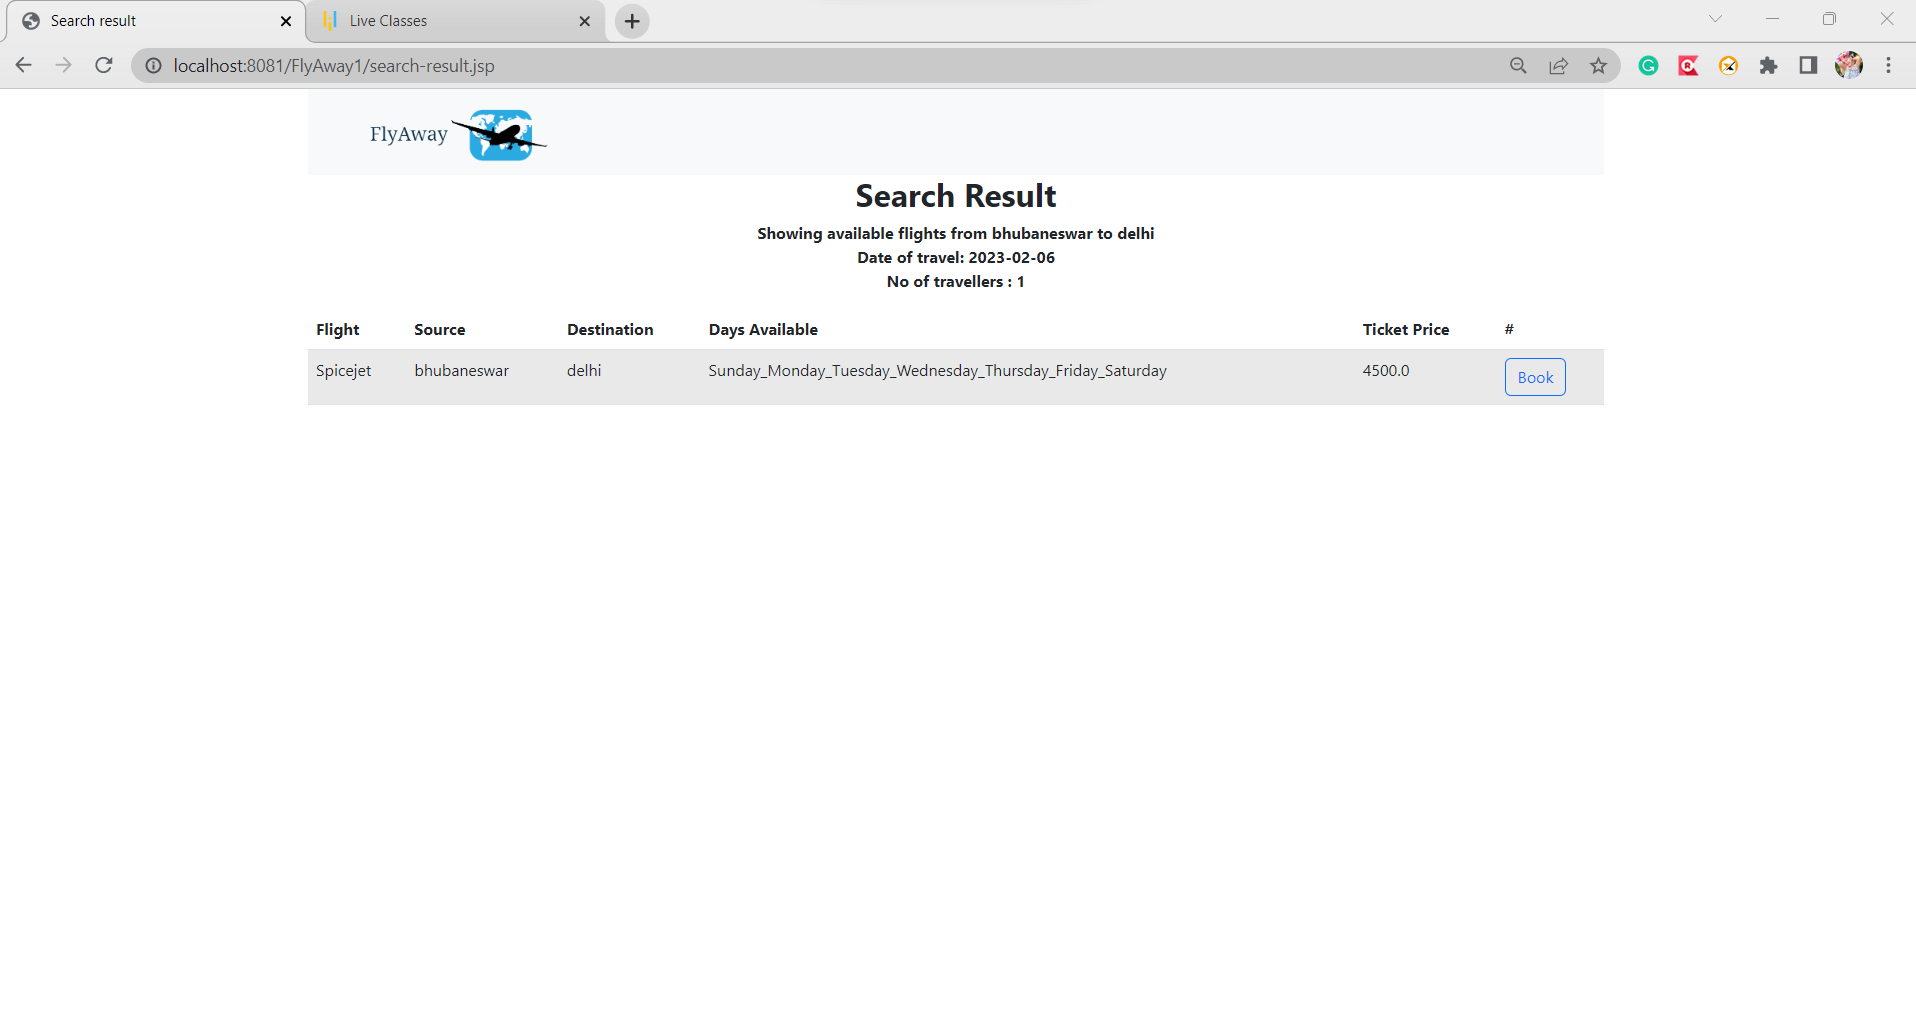 Search result
Live Classes
localhost:8081/FlyAway1/search-result.jsp
FlyAway
Search Result
Showing available flights from bhubaneswar to delhi
Date of travel: 2023-02-06
No of travellers : 1
Flight Source Destination Days Available Ticket Price #
Spicejet bhubaneswar delhi Sunday_Monday_Tuesday_Wednesday_Thursday_Friday_Saturday 4500.0 Book